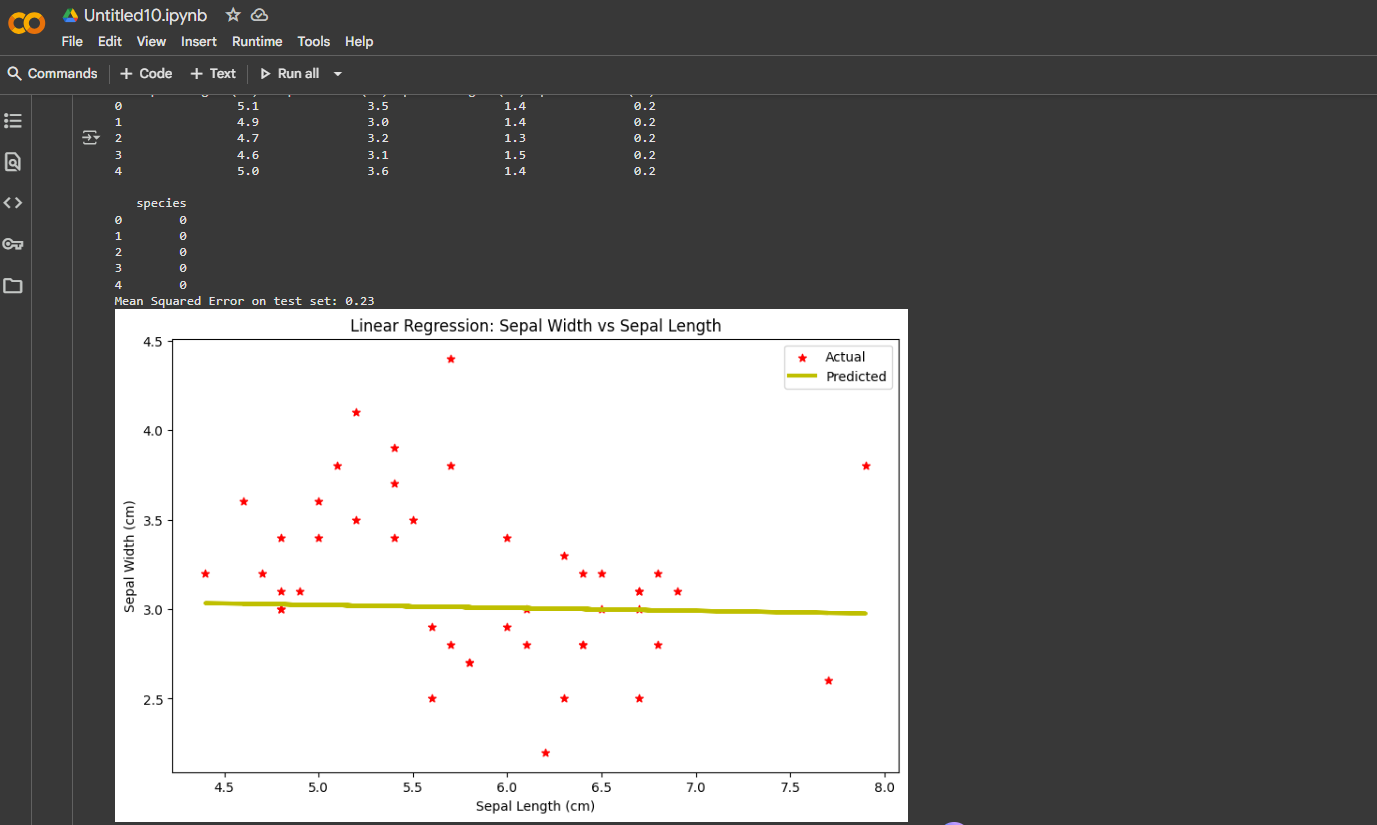 Untitled10.ipynb
File Edit View Insert Runtime Tools Help
Commands + Code + Text Run all
0 5.1 3.5 1.4 0.2
1 4.9 3.0 1.4 0.2
2 4.7 3.2 1.3 0.2
3 4.6 3.1 1.5 0.2
4 5.0 3.6 1.4 0.2
species
0 0
1 0
2 0
3 0
4 0
Mean Squared Error on test set: 0.23
Linear Regression: Sepal Width vs Sepal Length
Actual
Predicted
4.5
4.0
3.5
3.0
2.5
Sepal Width (cm)
4.5 5.0 5.5 6.0 6.5 7.0 7.5 8.0
Sepal Length (cm)